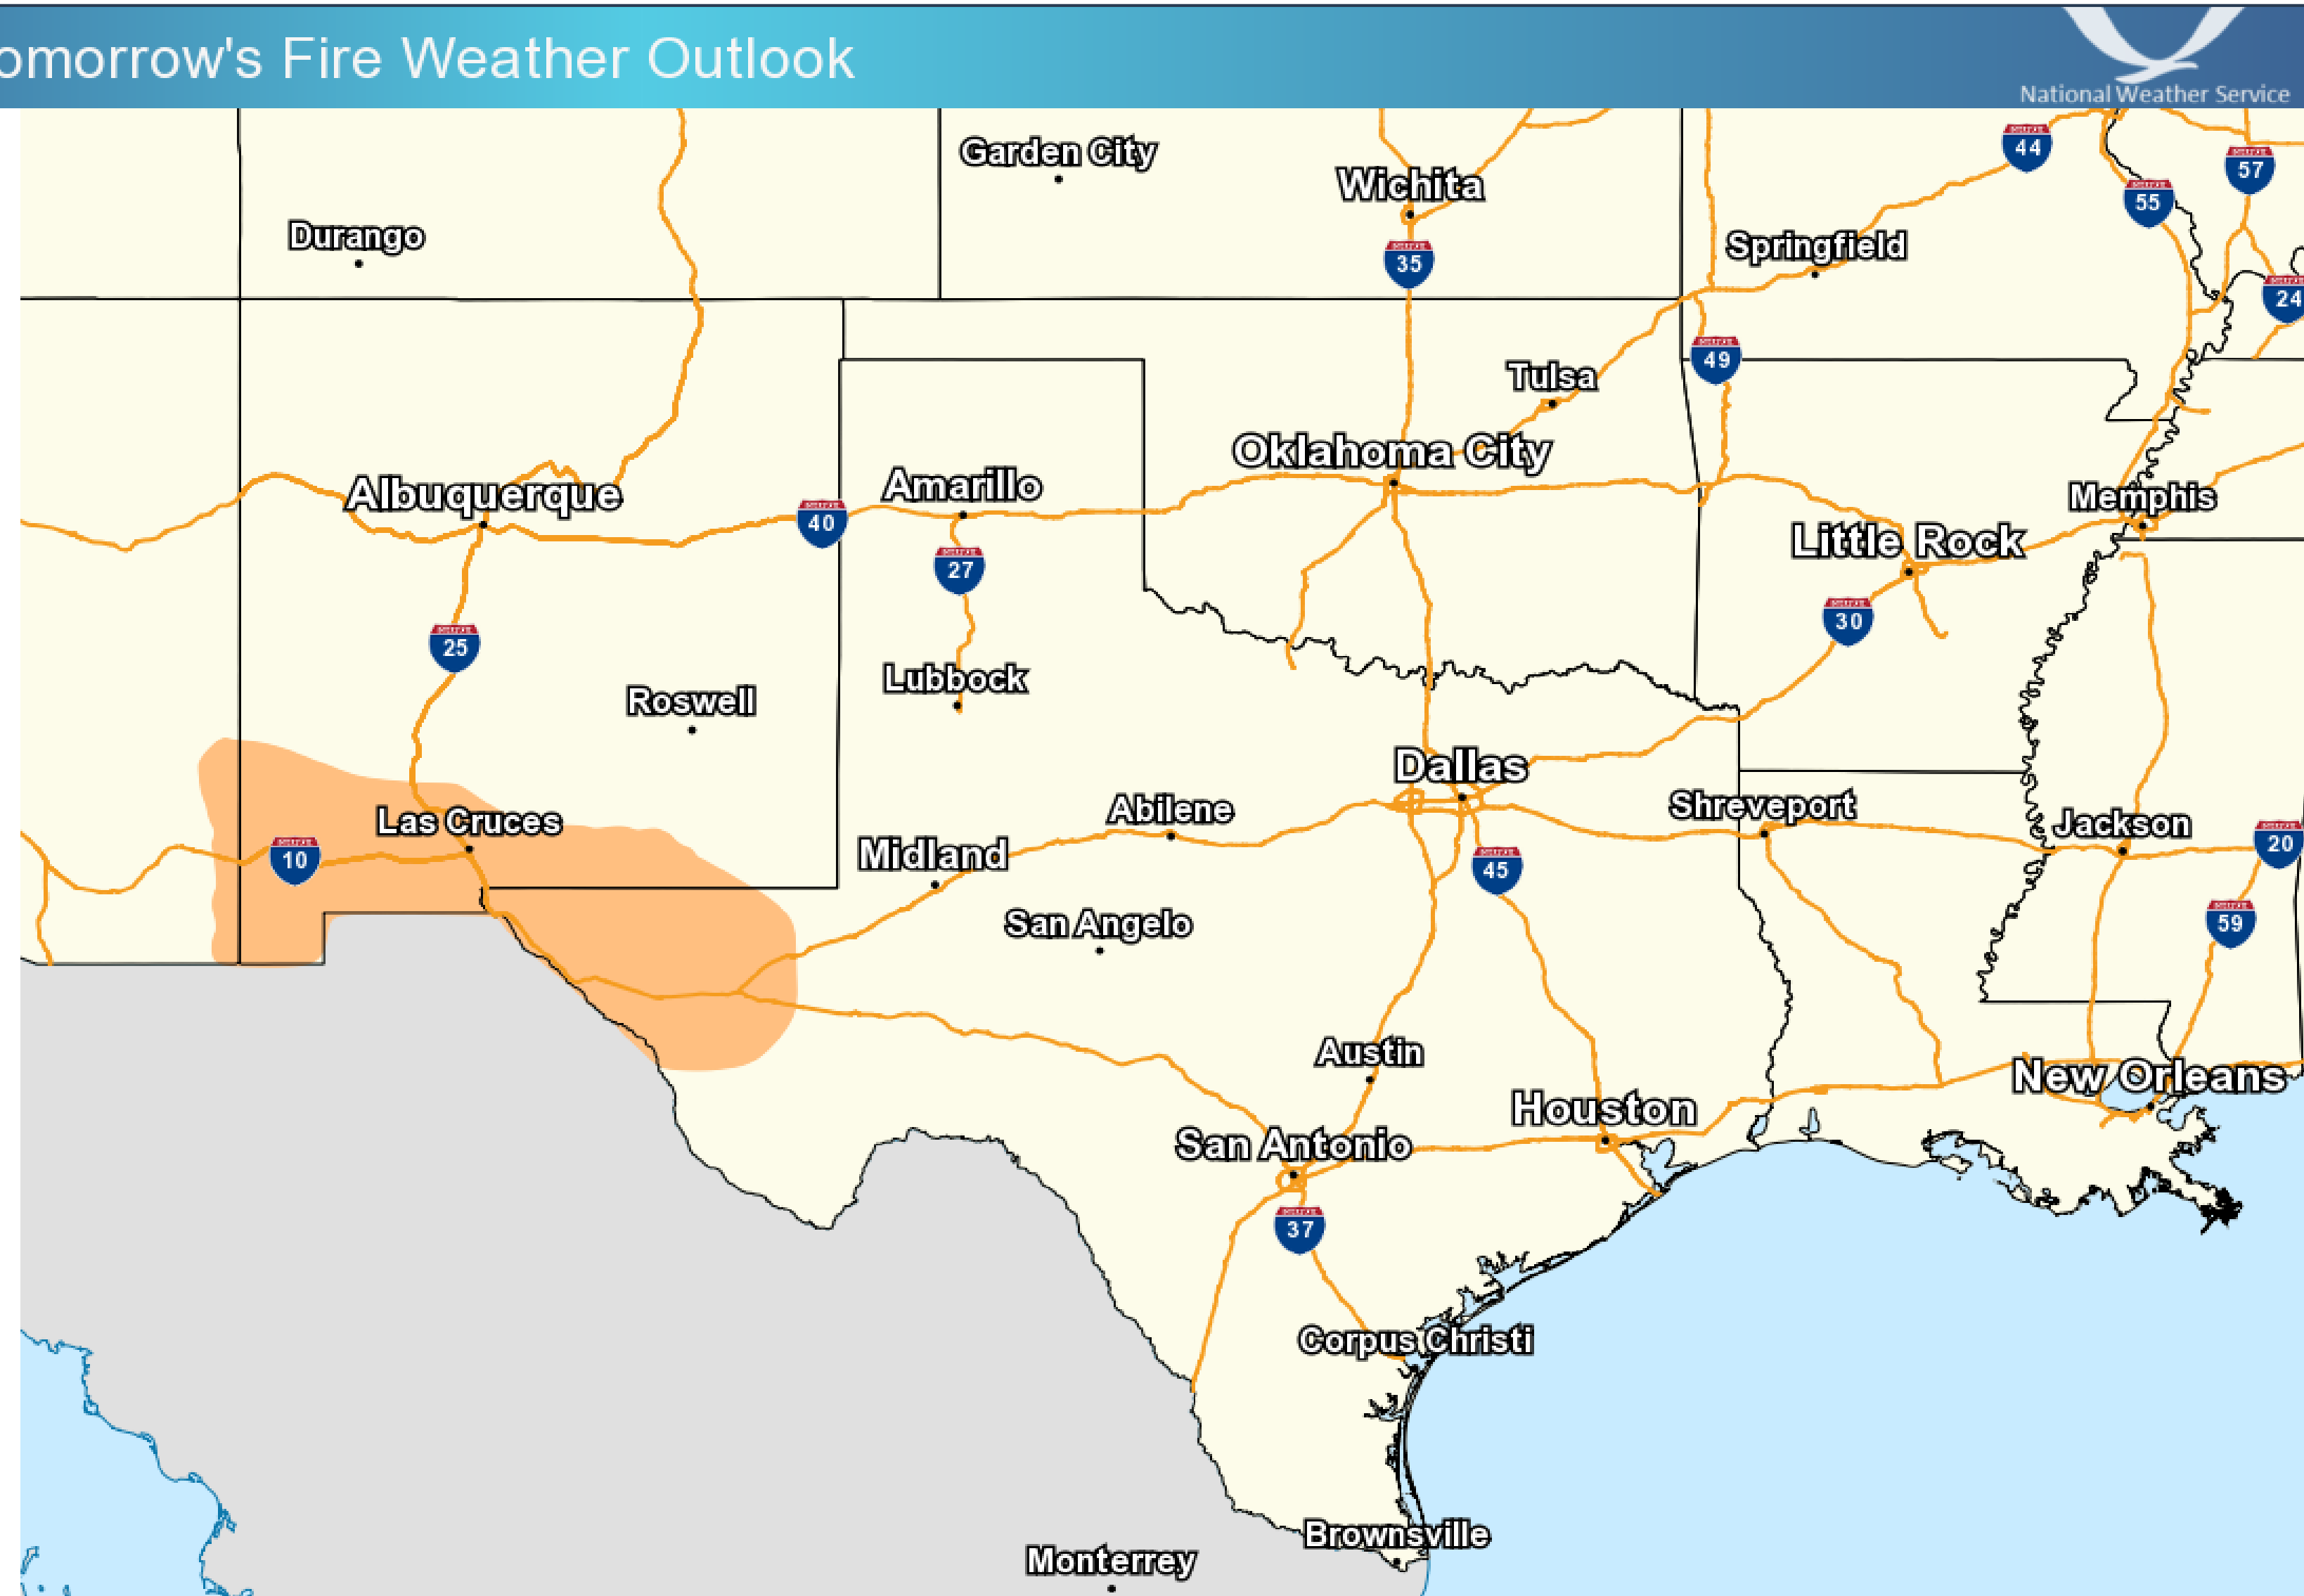 omorrow's Fire Weather Outlook
National Weather Service
Garden City
Wichita
44
57
55
Durango
35
Springfield
24
49
Tulsa
Oklahoma City
Albuquerque
Amarillo
40
Memphis
Little Rock
27
30
25
Lubbock
Roswell
Dallas
Abilene
Shreveport
Las Cruces
Jackson
20
10
Midland
45
San Angelo
59
Austin
New Orleans
Houston
San Antonio
37
Corpus Christi
Brownsville
Monterrey